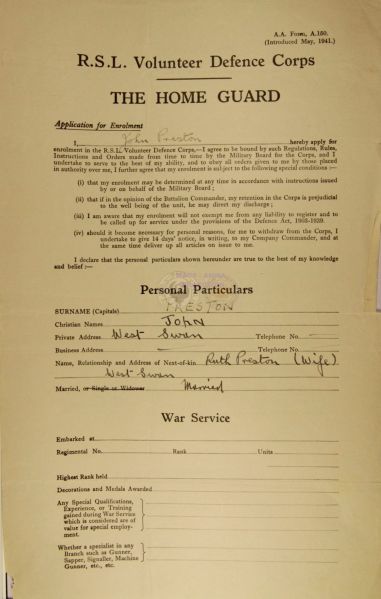 A.A. Form, A.150.
(Introduced May, 1941.)
R.S.L. Volunteer Defence Corps
THE HOME GUARD
Application for Enrolment
I, John Preston hereby apply for
enrolment in the R.S.L. Volunteer Defence Corps,—I agree to be bound by such Regulations, Rules,
Instructions and Orders made from time to time by the Military Board for the Corps, and I
undertake to serve to the best of my ability, and to obey all orders given to me by those placed
in authority over me, I further agree that my enrolment is subject to the following special conditions :—
(i) that my enrolment may be determined at any time in accordance with instructions issued
by or on behalf of the Military Board ;
(ii) that if in the opinion of the Battalion Commander, my retention in the Corps is prejudicial
to the well being of the unit, he may direct my discharge ;
(iii) I am aware that my enrolment will not exempt me from any liability to register and to
be called up for service under the provisions of the Defence Act, 1903-1939.
(iv) should it become necessary for personal reasons, for me to withdraw from the Corps, I
undertake to give 14 days' notice, in writing, to my Company Commander, and at
the same time deliver up all articles on issue to me.
I declare that the personal particulars shown hereunder are true to the best of my knowledge
and belief :—
Personal Particulars
SURNAME (Capitals) PRESTON
Christian Names JOHN
Private Address West Swan Telephone No. —
Business Address — Telephone No.
Name, Relationship and Address of Next-of-kin Ruth Preston (Wife)
West Swan
Married, or Single or Widower Married
War Service
Embarked at
Regimental No. Rank Units
Highest Rank held
Decorations and Medals Awarded
Any Special Qualifications,
Experience, or Training
gained during War Service
which is considered are of
value for special employ-
ment.
Whether a specialist in any
Branch such as Gunner,
Sapper, Signaller, Machine
Gunner, etc., etc.